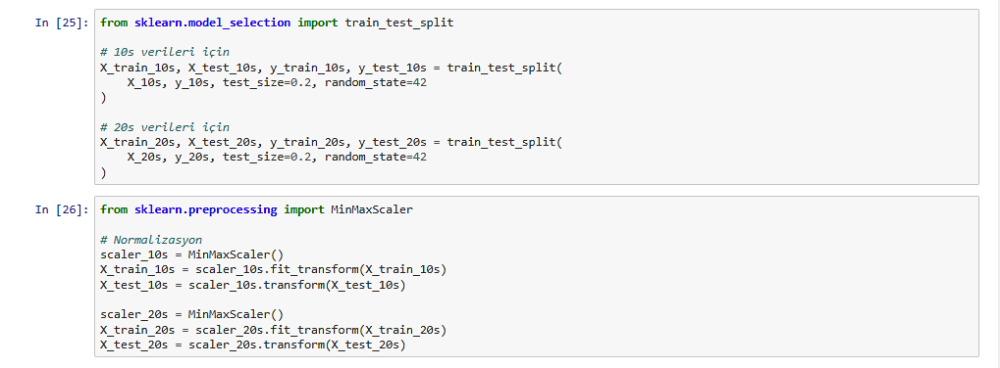 In [25]: from sklearn.model_selection import train_test_split
# 10s verileri için
X_train_10s, X_test_10s, y_train_10s, y_test_10s = train_test_split(
    X_10s, y_10s, test_size=0.2, random_state=42
)
# 20s verileri için
X_train_20s, X_test_20s, y_train_20s, y_test_20s = train_test_split(
    X_20s, y_20s, test_size=0.2, random_state=42
)
In [26]: from sklearn.preprocessing import MinMaxScaler
# Normalizasyon
scaler_10s = MinMaxScaler()
X_train_10s = scaler_10s.fit_transform(X_train_10s)
X_test_10s = scaler_10s.transform(X_test_10s)
scaler_20s = MinMaxScaler()
X_train_20s = scaler_20s.fit_transform(X_train_20s)
X_test_20s = scaler_20s.transform(X_test_20s)